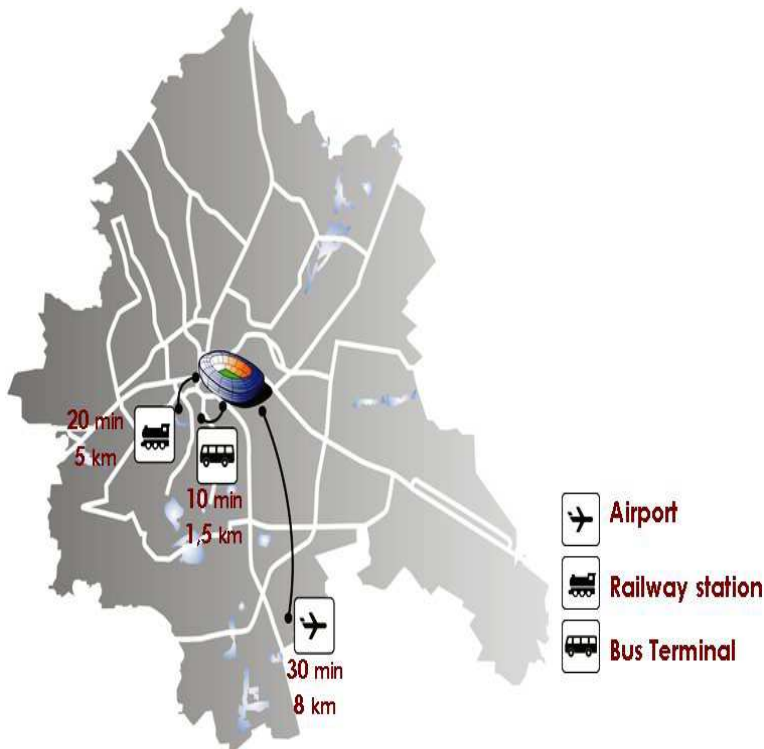 20 min
5 km
10 min
1,5 km
30 min
8 km
Airport
Railway station
Bus Terminal